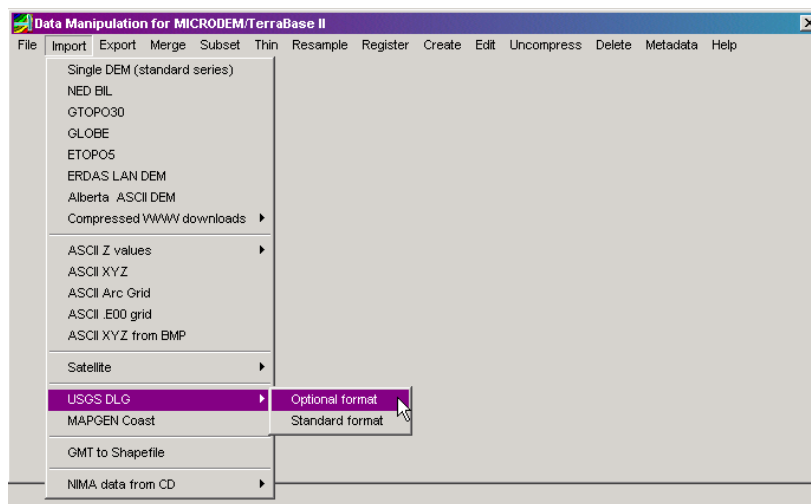 Data Manipulation for MICRODEM/TerraBase II
File Import Export Merge Subset Thin Resample Register Create Edit Uncompress Delete Metadata Help
Single DEM (standard series)
NED BIL
GTOPO30
GLOBE
ETOPO5
ERDAS LAN DEM
Alberta ASCII DEM
Compressed WWW downloads
ASCII Z values
ASCII XYZ
ASCII Arc Grid
ASCII .E00 grid
ASCII XYZ from BMP
Satellite
USGS DLG
Optional format
MAPGEN Coast
Standard format
GMT to Shapefile
NIMA data from CD